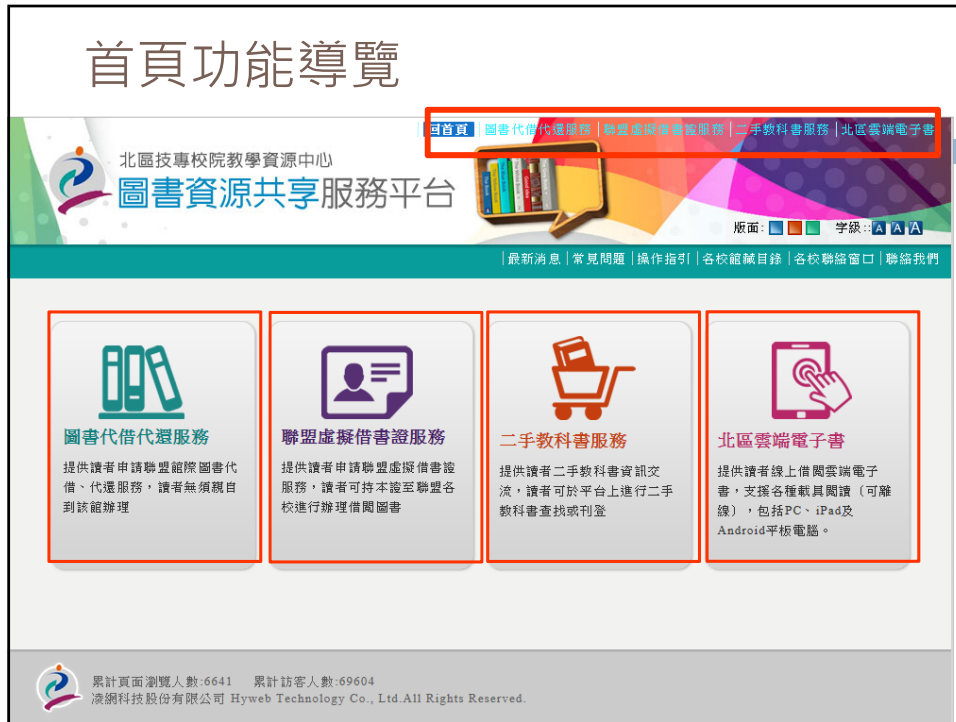 首頁功能導覽
回首頁|圖書代借代還服務|聯盟虛擬借書證服務|二手教科書服務|北區雲端電子書
北區技專校院教學資源中心
圖書資源共享服務平台
版面: 字級::A A A
|最新消息|常見問題|操作指引|各校館藏目錄|各校聯絡窗口|聯絡我們
圖書代借代還服務
提供讀者申請聯盟館際圖書代
借、代還服務，讀者無須親自
到該館辦理
聯盟虛擬借書證服務
提供讀者申請聯盟虛擬借書證
服務，讀者可持本證至聯盟各
校進行辦理借閱圖書
二手教科書服務
提供讀者二手教科書資訊交
流，讀者可於平台上進行二手
教科書查找或刊登
北區雲端電子書
提供讀者線上借閱雲端電子
書，支援各種載具閱讀（可離
線），包括PC、iPad及
Android平板電腦。
累計頁面瀏覽人數:6641 累計訪客人數:69604
凌網科技股份有限公司 Hyweb Technology Co., Ltd.All Rights Reserved.